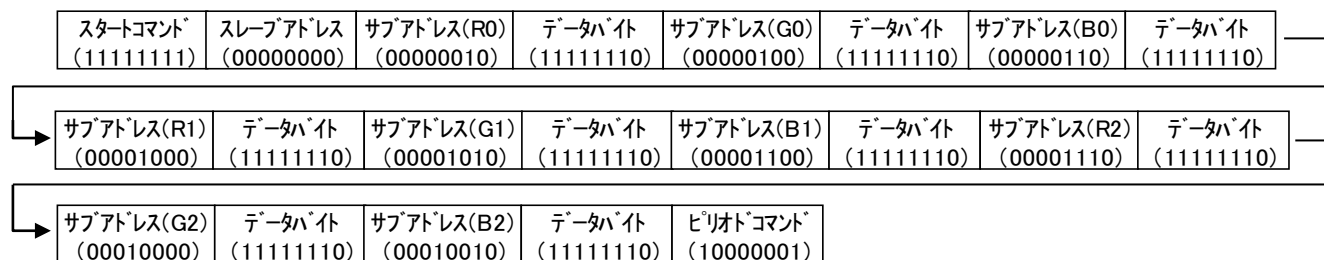 ｽﾀｰﾄｺﾏﾝﾄﾞ ｽﾚｰﾌﾞｱﾄﾞﾚｽ ｻﾌﾞｱﾄﾞﾚｽ(R0) ﾃﾞｰﾀﾊﾞｲﾄ ｻﾌﾞｱﾄﾞﾚｽ(G0) ﾃﾞｰﾀﾊﾞｲﾄ ｻﾌﾞｱﾄﾞﾚｽ(B0) ﾃﾞｰﾀﾊﾞｲﾄ
(11111111) (00000000) (00000010) (11111110) (00000100) (11111110) (00000110) (11111110)
ｻﾌﾞｱﾄﾞﾚｽ(R1) ﾃﾞｰﾀﾊﾞｲﾄ ｻﾌﾞｱﾄﾞﾚｽ(G1) ﾃﾞｰﾀﾊﾞｲﾄ ｻﾌﾞｱﾄﾞﾚｽ(B1) ﾃﾞｰﾀﾊﾞｲﾄ ｻﾌﾞｱﾄﾞﾚｽ(R2) ﾃﾞｰﾀﾊﾞｲﾄ
(00001000) (11111110) (00001010) (11111110) (00001100) (11111110) (00001110) (11111110)
ｻﾌﾞｱﾄﾞﾚｽ(G2) ﾃﾞｰﾀﾊﾞｲﾄ ｻﾌﾞｱﾄﾞﾚｽ(B2) ﾃﾞｰﾀﾊﾞｲﾄ ﾋﾟﾘｵﾄﾞｺﾏﾝﾄﾞ
(00010000) (11111110) (00010010) (11111110) (10000001)